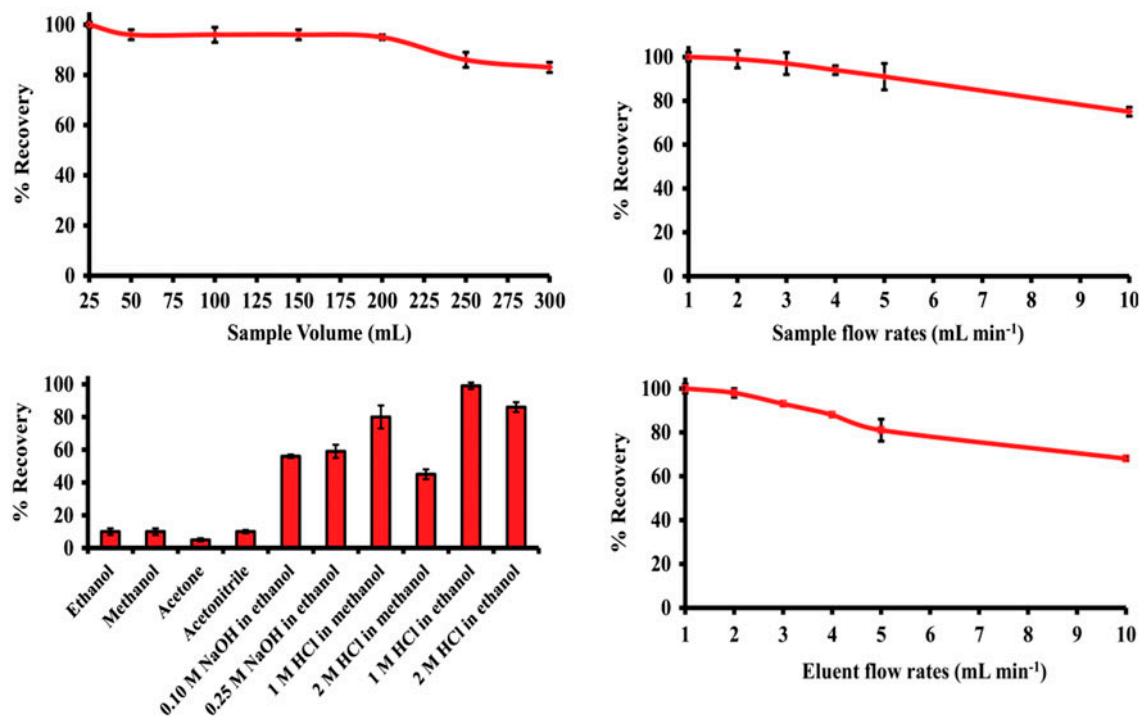 % Recovery
100
80
60
40
20
0
25 50 75 100 125 150 175 200 225 250 275 300
Sample Volume (mL)
% Recovery
100
80
60
40
20
0
1 2 3 4 5 6 7 8 9 10
Sample flow rates (mL min⁻¹)
% Recovery
100
80
60
40
20
0
Ethanol
Methanol
Acetone
Acetonitrile
0.10 M NaOH in ethanol
0.25 M NaOH in ethanol
1 M HCl in methanol
2 M HCl in methanol
1 M HCl in ethanol
2 M HCl in ethanol
% Recovery
100
80
60
40
20
0
1 2 3 4 5 6 7 8 9 10
Eluent flow rates (mL min⁻¹)